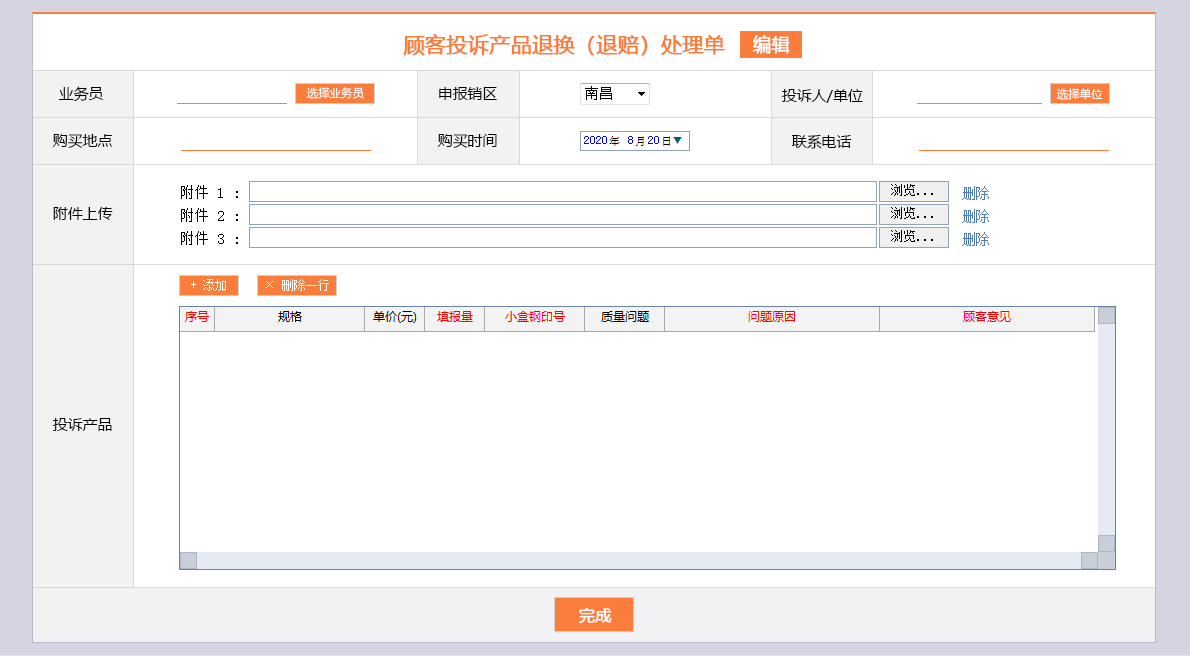 顾客投诉产品退换（退赔）处理单 编辑
业务员 选择业务员 申报销区 南昌 投诉人/单位 选择单位
购买地点 购买时间 2020年 8月20日▼ 联系电话
附件上传
附件 1 : 浏览... 删除
附件 2 : 浏览... 删除
附件 3 : 浏览... 删除
+ 添加 × 删除一行
序号 规格 单价(元) 填报量 小盒钢印号 质量问题 问题原因 顾客意见
投诉产品
完成